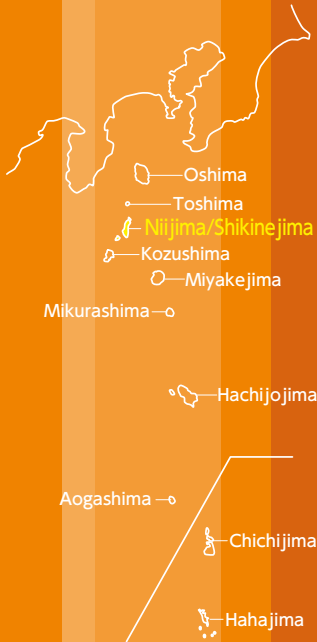 Oshima
Toshima
Niijima/Shikinejima
Kozushima
Miyakejima
Mikurashima
Hachijojima
Aogashima
Chichijima
Hahajima